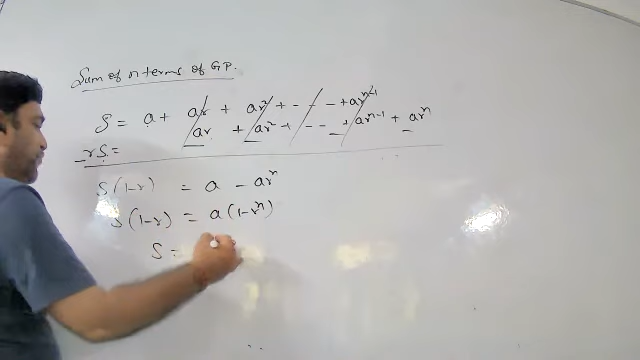 Sum of n terms of GP.
S = a + ar + ar² + - - - + arⁿ⁻¹
-rS = ar + ar² + - - + arⁿ⁻¹ + arⁿ
S(1-r) = a - arⁿ
S(1-r) = a(1-rⁿ)
S =